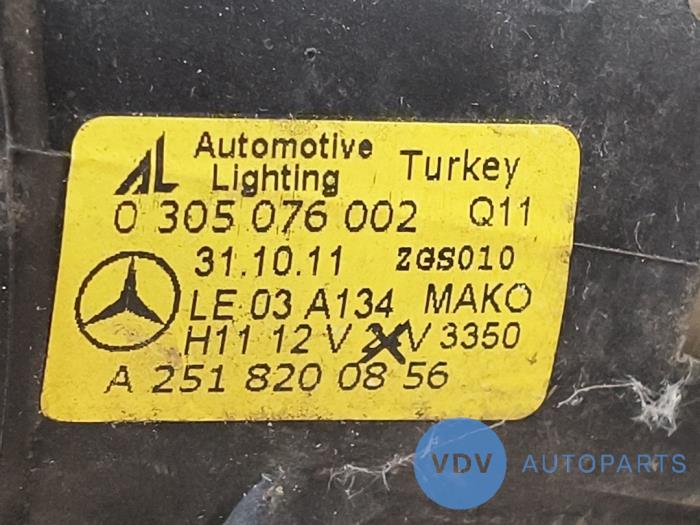 AL Automotive Lighting Turkey
0 305 076 002 Q11
31.10.11 ZGS010
LE 03 A134 MAKO
H11 12 V V 3350
A 251 820 08 56
VDV AUTOPARTS